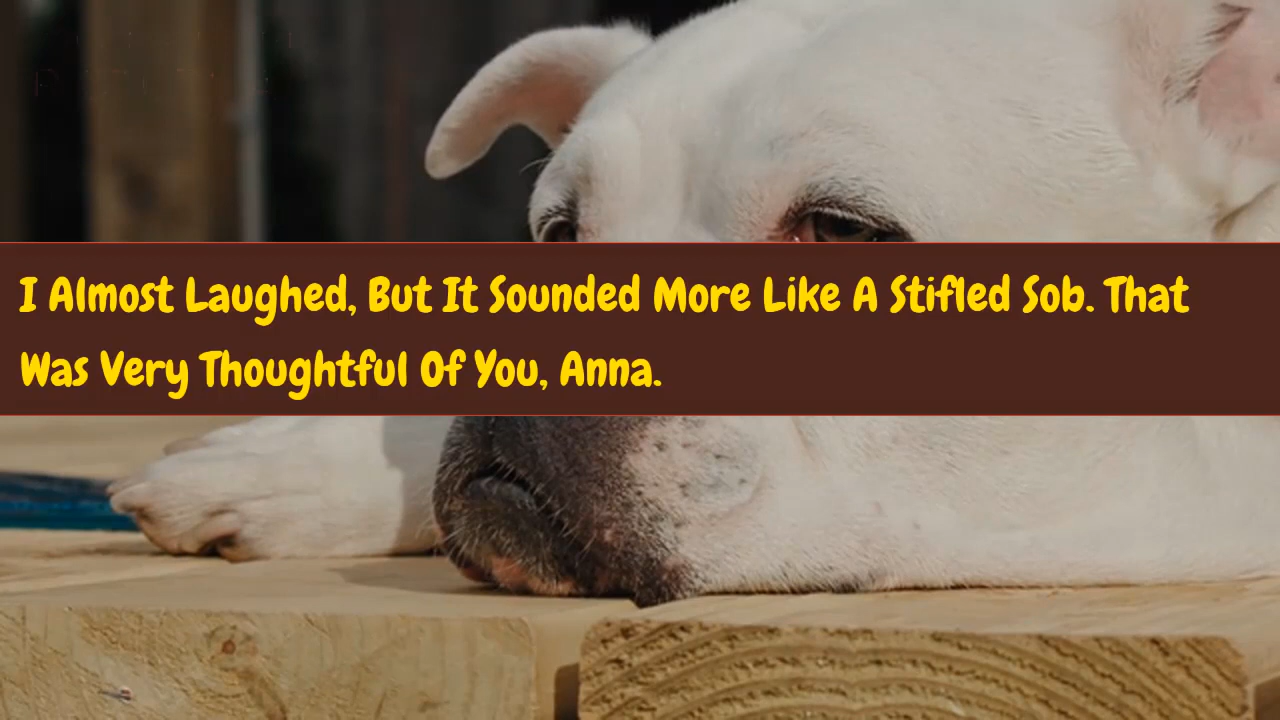 I Almost Laughed, But It Sounded More Like A Stifled Sob. That
Was Very Thoughtful Of You, Anna.